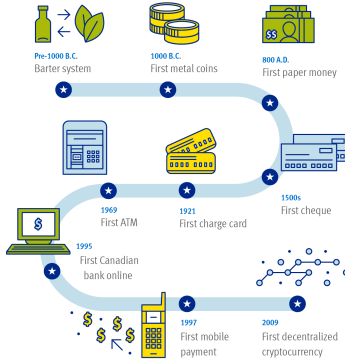 Pre-1000 B.C.
Barter system
1000 B.C.
First metal coins
$$
800 A.D.
First paper money
1500s
First cheque
1921
First charge card
1969
First ATM
$
1995
First Canadian
bank online
$
$
$
$
1997
First mobile
payment
2009
First decentralized
cryptocurrency